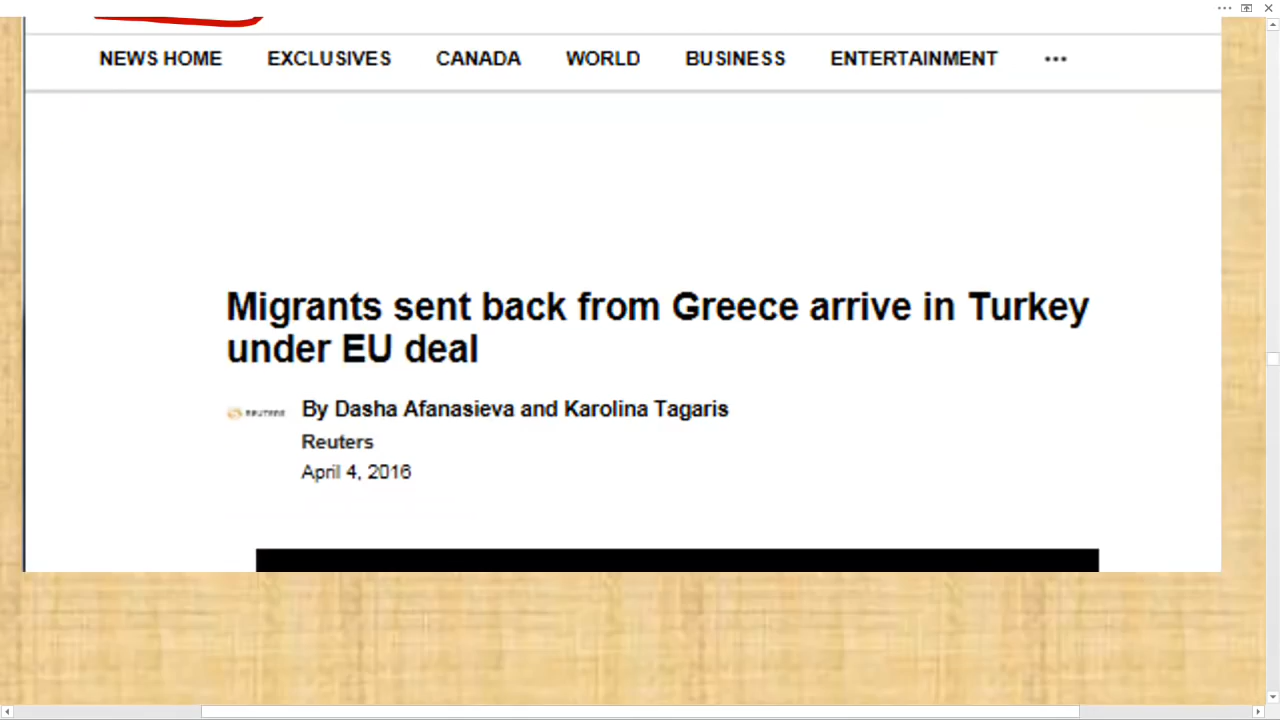 NEWS HOME EXCLUSIVES CANADA WORLD BUSINESS ENTERTAINMENT •••
Migrants sent back from Greece arrive in Turkey
under EU deal
REUTERS
By Dasha Afanasieva and Karolina Tagaris
Reuters
April 4, 2016